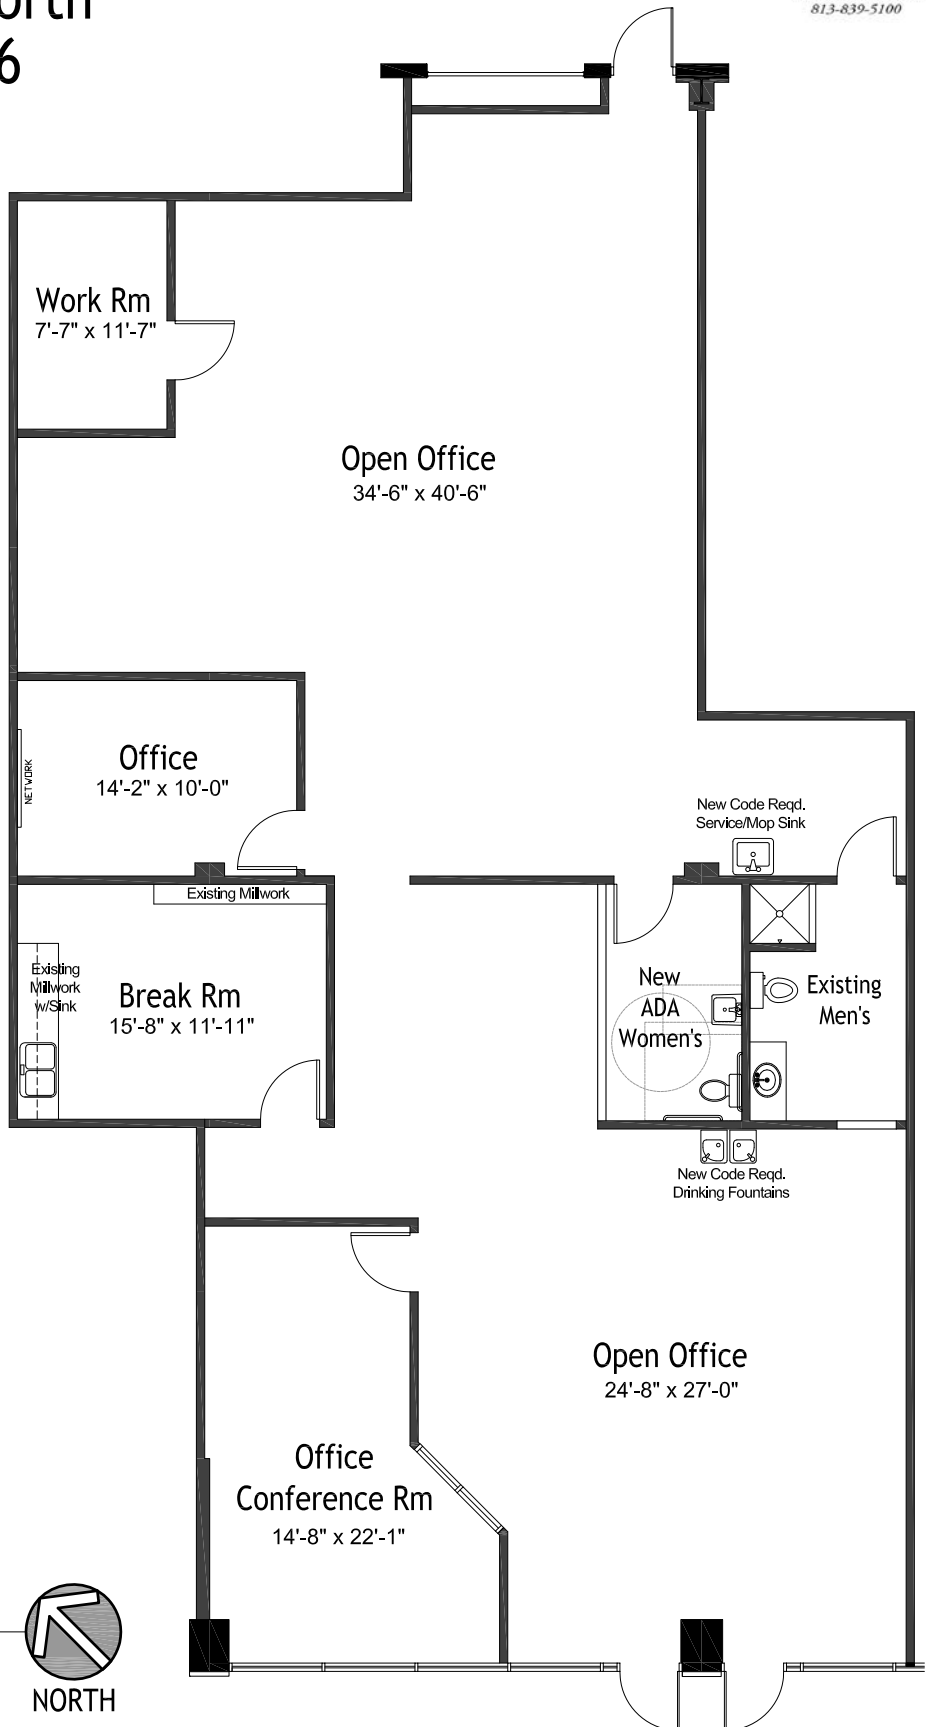 6
813-839-5100
Work Rm
7'-7" x 11'-7"
Open Office
34'-6" x 40'-6"
Office
14'-2" x 10'-0"
NETWORK
New Code Reqd.
Service/Mop Sink
Existing Millwork
Existing
Millwork
w/Sink
Break Rm
15'-8" x 11'-11"
New
ADA
Women's
Existing
Men's
New Code Reqd.
Drinking Fountains
Open Office
24'-8" x 27'-0"
Office
Conference Rm
14'-8" x 22'-1"
NORTH